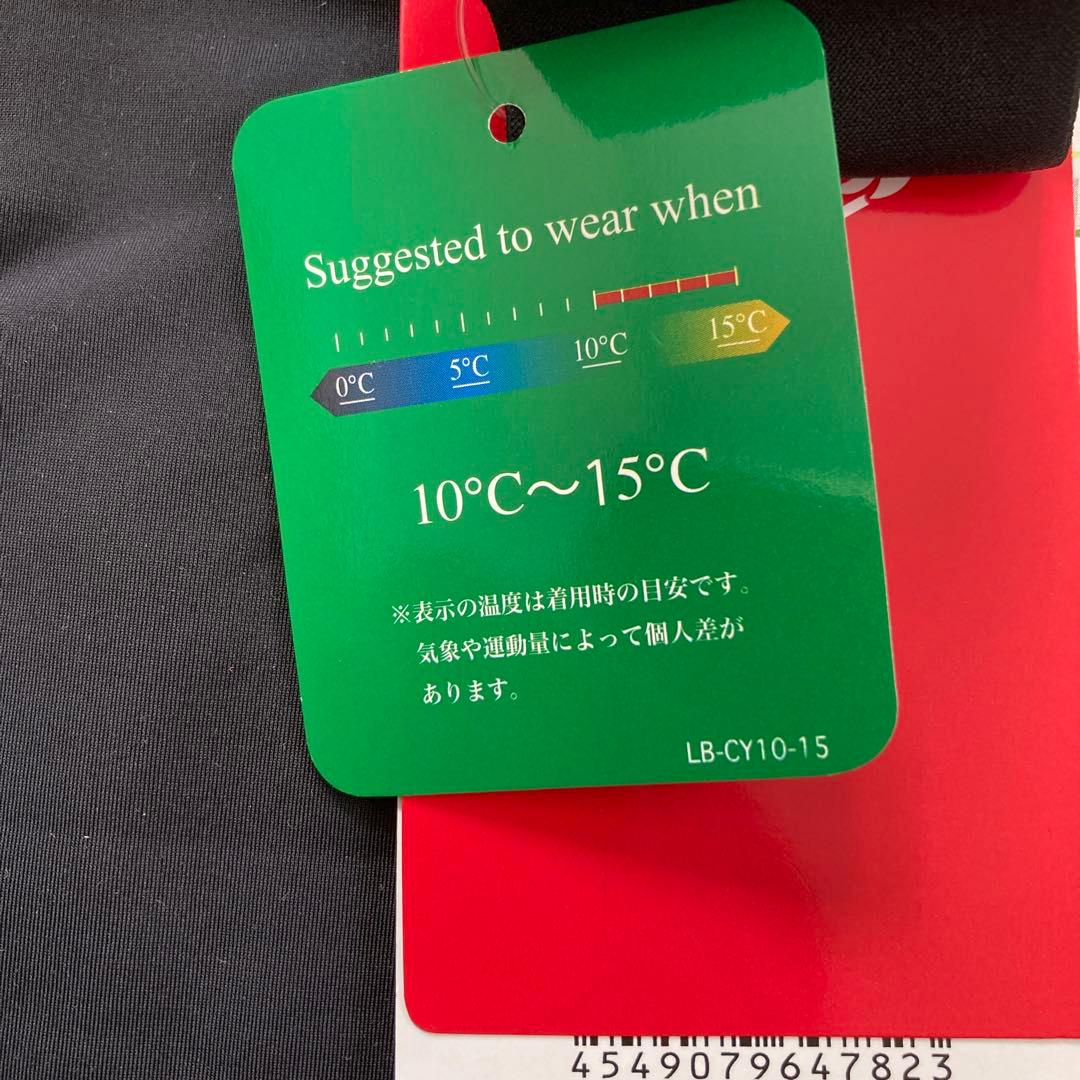 Suggested to wear when
0°C 5°C 10°C 15°C
10°C〜15°C
※表示の温度は着用時の目安です。
気象や運動量によって個人差が
あります。
LB-CY10-15
4549079647823